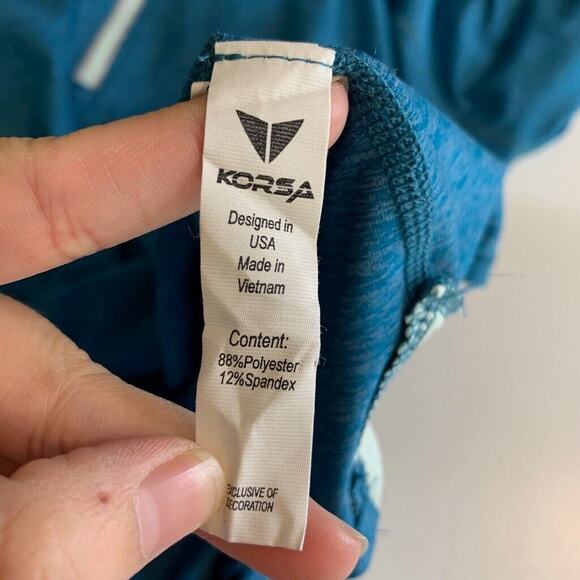 KORSA
Designed in
USA
Made in
Vietnam
Content:
88%Polyester
12%Spandex
EXCLUSIVE OF
DECORATION